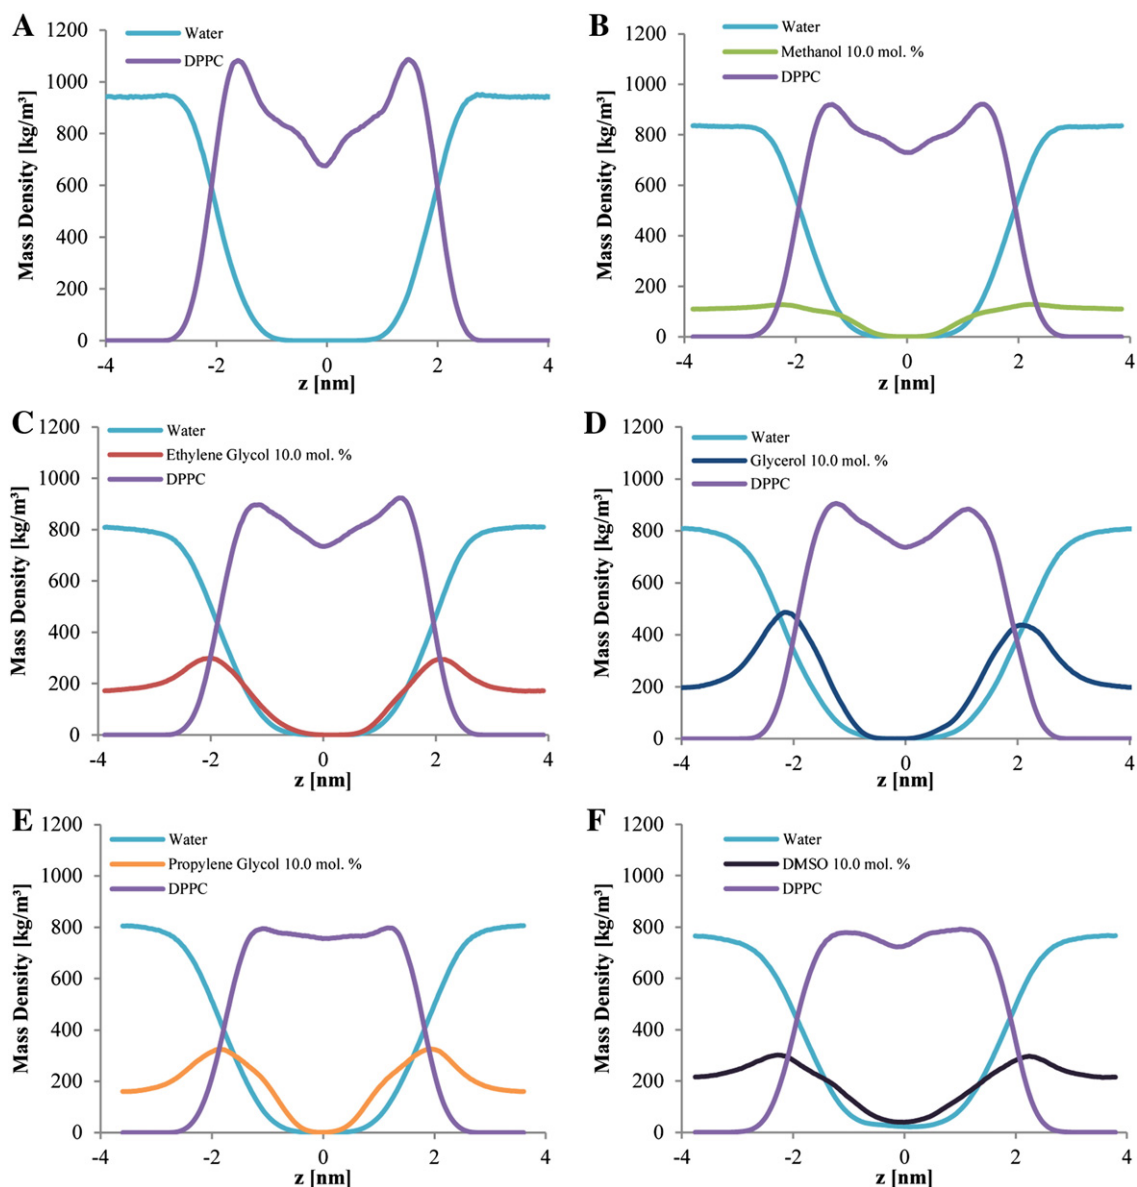 A
Water
DPPC
Mass Density [kg/m³]
1200
1000
800
600
400
200
0
-4 -2 0 2 4
z [nm]
B
Water
Methanol 10.0 mol. %
DPPC
Mass Density [kg/m³]
1200
1000
800
600
400
200
0
-4 -2 0 2 4
z [nm]
C
Water
Ethylene Glycol 10.0 mol. %
DPPC
Mass Density [kg/m³]
1200
1000
800
600
400
200
0
-4 -2 0 2 4
z [nm]
D
Water
Glycerol 10.0 mol. %
DPPC
Mass Density [kg/m³]
1200
1000
800
600
400
200
0
-4 -2 0 2 4
z [nm]
E
Water
Propylene Glycol 10.0 mol. %
DPPC
Mass Density [kg/m³]
1200
1000
800
600
400
200
0
-4 -2 0 2 4
z [nm]
F
Water
DMSO 10.0 mol. %
DPPC
Mass Density [kg/m³]
1200
1000
800
600
400
200
0
-4 -2 0 2 4
z [nm]